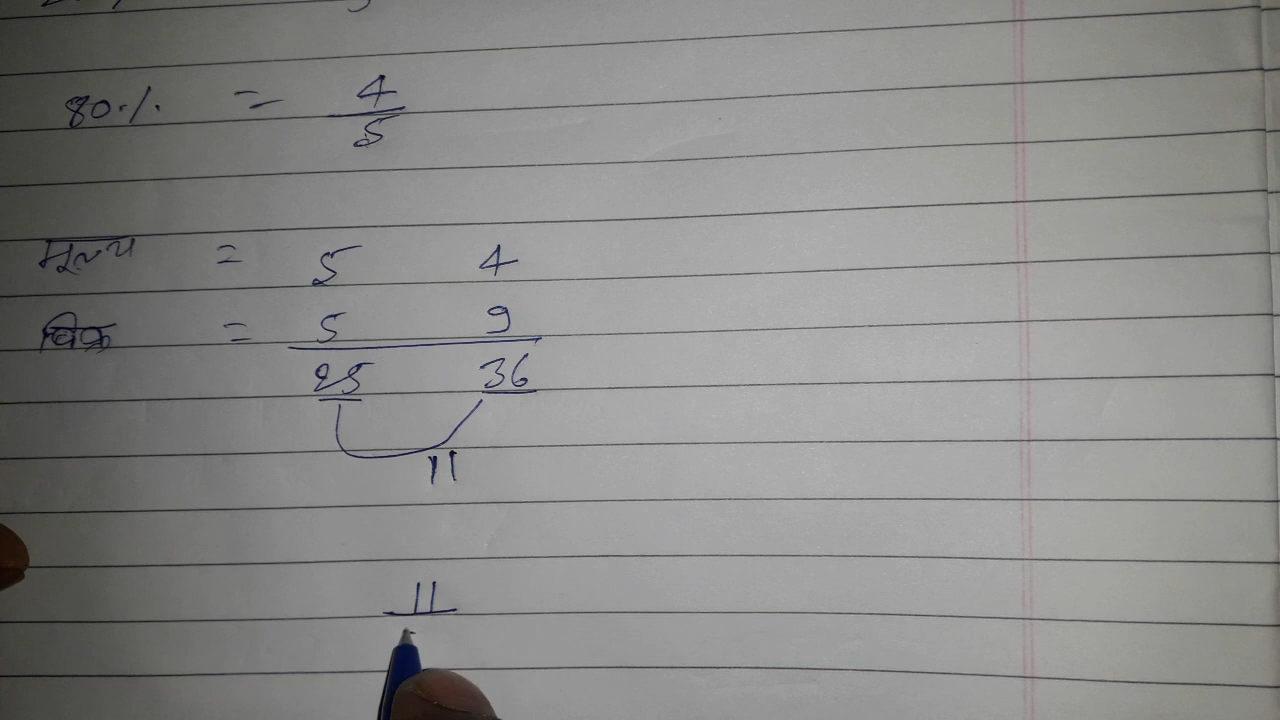 80% = 4/5
मूल्य = 5 4
बिक्र = 5 9
25 36
11
11